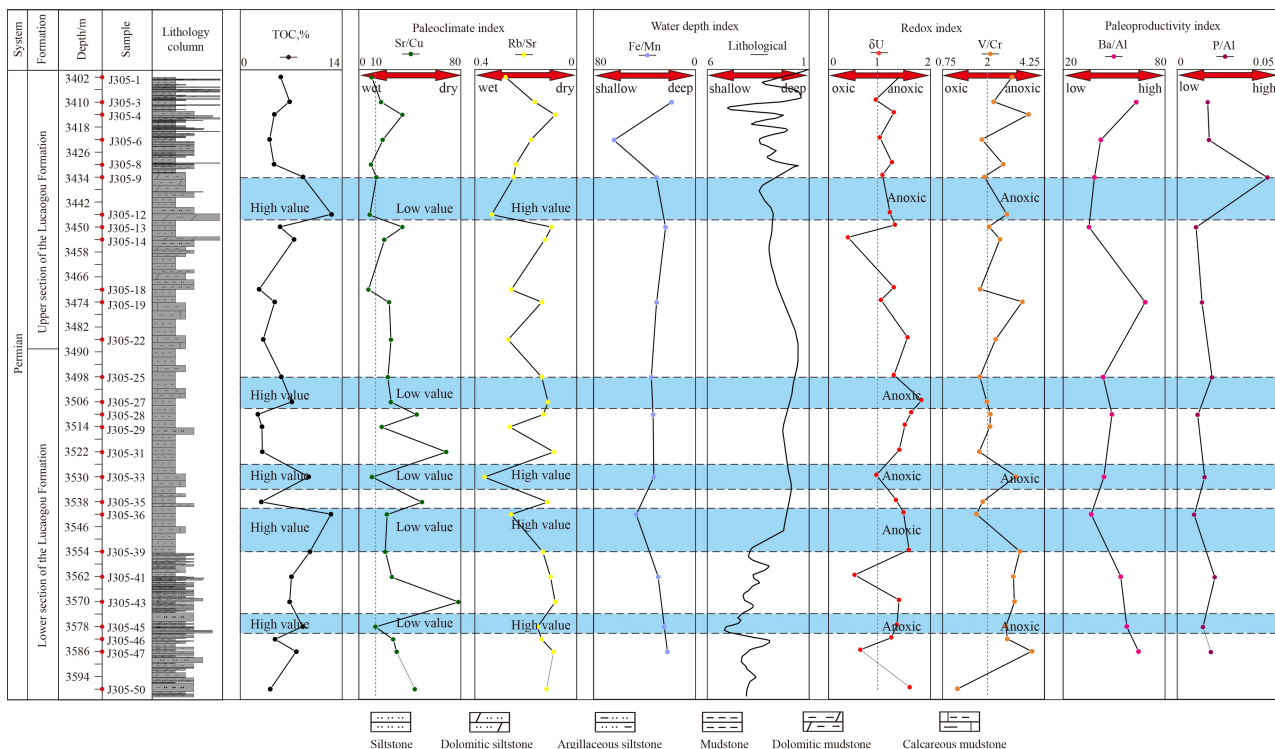 System
Formation
Depth/m
Sample
Lithology
column
TOC,%
0
14
Paleoclimate index
Sr/Cu
0
10
80
wet
dry
Rb/Sr
0.4
0
wet
dry
Water depth index
Fe/Mn
80
0
shallow
deep
Lithological
6
1
shallow
deep
Redox index
δU
0
1
2
oxic
anoxic
V/Cr
0.75
2
4.25
oxic
anoxic
Paleoproductivity index
Ba/Al
20
80
low
high
P/Al
0
0.05
low
high
Permian
Upper section of the Lucaogou Formation
Lower section of the Lucaogou Formation
3402
3410
3418
3426
3434
3442
3450
3458
3466
3474
3482
3490
3498
3506
3514
3522
3530
3538
3546
3554
3562
3570
3578
3586
3594
J305-1
J305-3
J305-4
J305-6
J305-8
J305-9
J305-12
J305-13
J305-14
J305-18
J305-19
J305-22
J305-25
J305-27
J305-28
J305-29
J305-31
J305-33
J305-35
J305-36
J305-39
J305-41
J305-43
J305-45
J305-46
J305-47
J305-50
High value
Low value
High value
Anoxic
Anoxic
High value
Low value
High value
Anoxic
Anoxic
High value
Low value
High value
Anoxic
Anoxic
High value
Low value
High value
Anoxic
Anoxic
High value
Low value
High value
Anoxic
Anoxic
Siltstone
Dolomitic siltstone
Argillaceous siltstone
Mudstone
Dolomitic mudstone
Calcareous mudstone